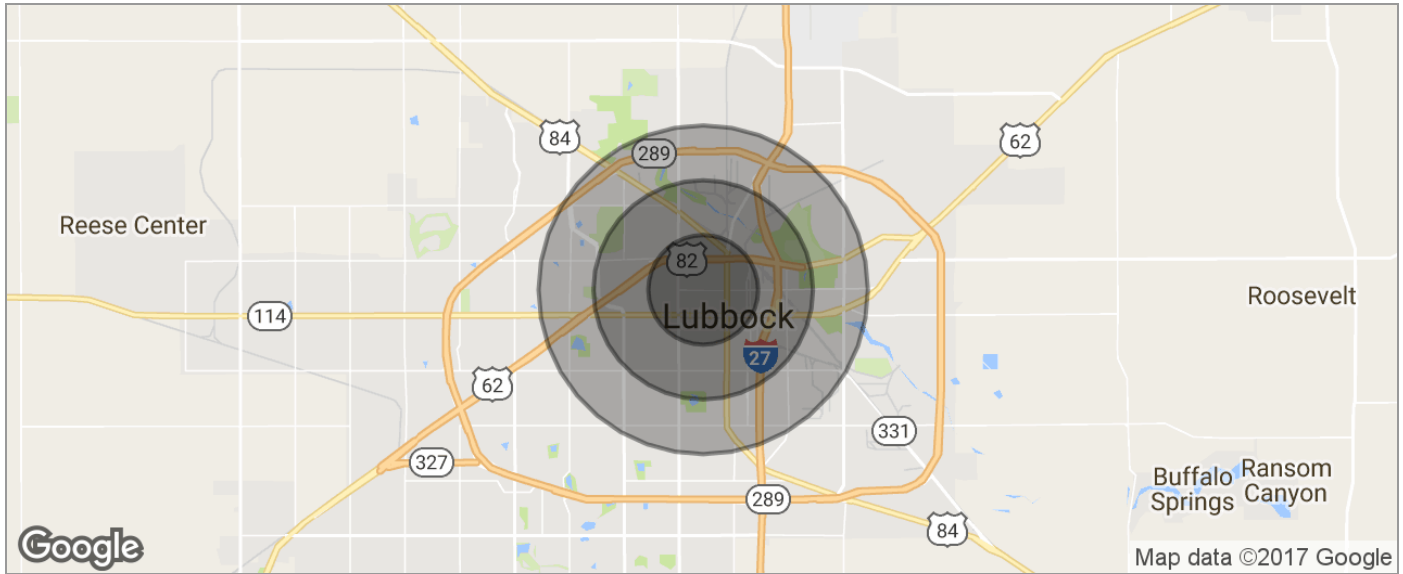 84
289
62
Reese Center
82
Roosevelt
114
Lubbock
27
62
331
327
Buffalo
Springs
Ransom
Canyon
289
84
Google
Map data ©2017 Google